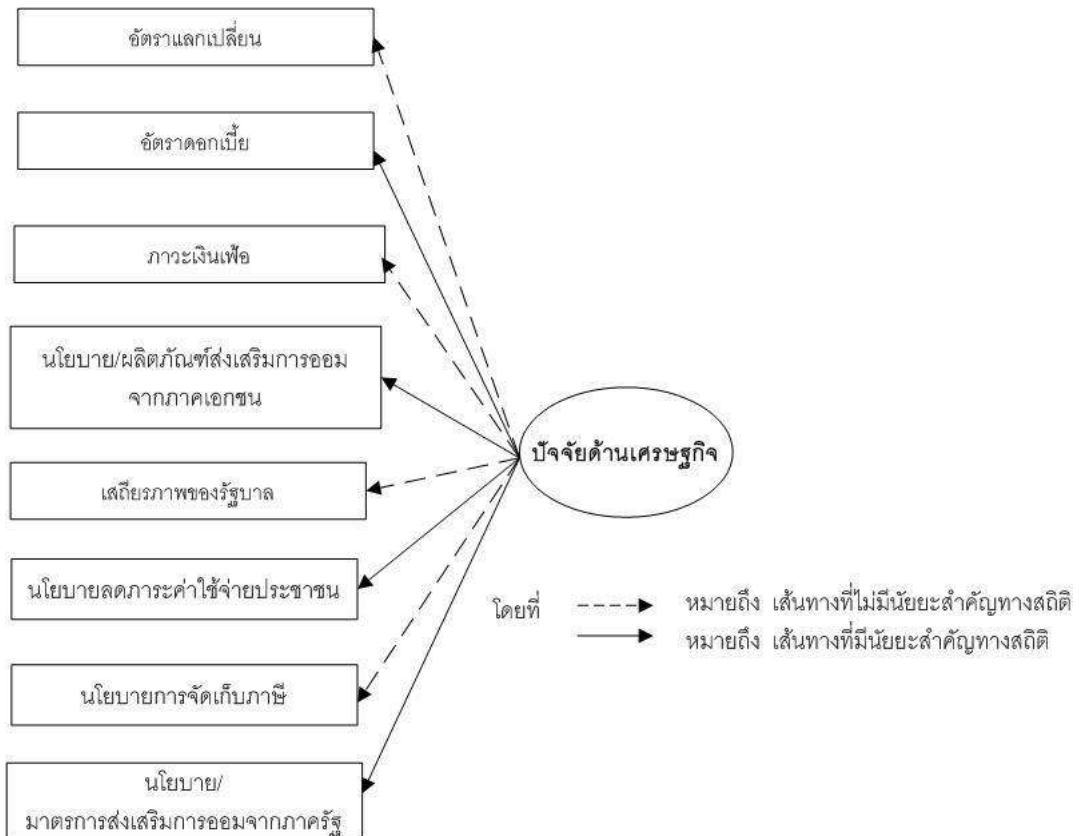 อัตราแลกเปลี่ยน
อัตราดอกเบี้ย
ภาวะเงินเฟ้อ
นโยบาย/ผลิตภัณฑ์ส่งเสริมการออม
จากภาคเอกชน
ปัจจัยด้านเศรษฐกิจ
เสถียรภาพของรัฐบาล
นโยบายลดภาระค่าใช้จ่ายประชาชน
โดยที่
หมายถึง เส้นทางที่ไม่มีนัยยะสำคัญทางสถิติ
หมายถึง เส้นทางที่มีนัยยะสำคัญทางสถิติ
นโยบายการจัดเก็บภาษี
นโยบาย/
มาตรการส่งเสริมการออมจากภาครัฐ